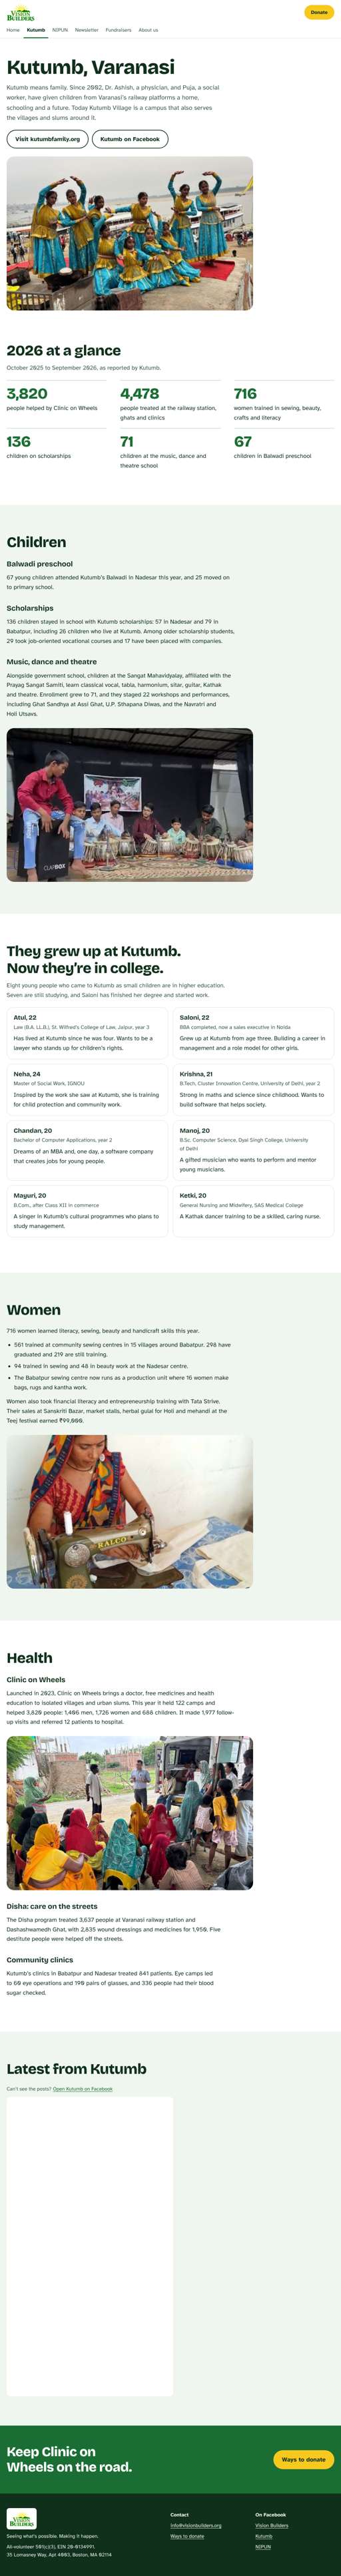 VISION
BUILDERS
Donate
Home Kutumb NIPUN Newsletter Fundraisers About us
Kutumb, Varanasi
Kutumb means family. Since 2002, Dr. Ashish, a physician, and Puja, a social
worker, have given children from Varanasi's railway platforms a home,
schooling and a future. Today Kutumb Village is a campus that also serves
the villages and slums around it.
Visit kutumbfamily.org Kutumb on Facebook
2026 at a glance
October 2025 to September 2026, as reported by Kutumb.
3,820
people helped by Clinic on Wheels
4,478
people treated at the railway station,
ghats and clinics
716
women trained in sewing, beauty,
crafts and literacy
136
children on scholarships
71
children at the music, dance and
theatre school
67
children in Balwadi preschool
Children
Balwadi preschool
67 young children attended Kutumb's Balwadi in Nadesar this year, and 25 moved on
to primary school.
Scholarships
136 children stayed in school with Kutumb scholarships: 57 in Nadesar and 79 in
Babatpur, including 26 children who live at Kutumb. Among older scholarship students,
29 took job-oriented vocational courses and 17 have been placed with companies.
Music, dance and theatre
Alongside government school, children at the Sangat Mahavidyalay, affiliated with the
Prayag Sangat Samiti, learn classical vocal, tabla, harmonium, sitar, guitar, Kathak
and theatre. Enrollment grew to 71, and they staged 22 workshops and performances,
including Ghat Sandhya at Assi Ghat, U.P. Sthapana Diwas, and the Navratri and
Holi Utsavs.
CLAPBOX
They grew up at Kutumb.
Now they're in college.
Eight young people who came to Kutumb as small children are in higher education.
Seven are still studying, and Saloni has finished her degree and started work.
Atul, 22
Law (B.A. LL.B.), St. Wilfred's College of Law, Jaipur, year 3
Has lived at Kutumb since he was four. Wants to be a
lawyer who stands up for children's rights.
Saloni, 22
BBA completed, now a sales executive in Noida
Grew up at Kutumb from age three. Building a career in
management and a role model for other girls.
Neha, 24
Master of Social Work, IGNOU
Inspired by the work she saw at Kutumb, she is training
for child protection and community work.
Krishna, 21
B.Tech, Cluster Innovation Centre, University of Delhi, year 2
Strong in maths and science since childhood. Wants to
build software that helps society.
Chandan, 20
Bachelor of Computer Applications, year 2
Dreams of an MBA and, one day, a software company
that creates jobs for young people.
Manoj, 20
B.Sc. Computer Science, Dyal Singh College, University
of Delhi
A gifted musician who wants to perform and mentor
young musicians.
Mayuri, 20
B.Com., after Class XII in commerce
A singer in Kutumb's cultural programmes who plans to
study management.
Ketki, 20
General Nursing and Midwifery, SAS Medical College
A Kathak dancer training to be a skilled, caring nurse.
Women
716 women learned literacy, sewing, beauty and handicraft skills this year.
• 561 trained at community sewing centres in 15 villages around Babatpur. 298 have
graduated and 219 are still training.
• 94 trained in sewing and 48 in beauty work at the Nadesar centre.
• The Babatpur sewing centre now runs as a production unit where 16 women make
bags, rugs and kantha work.
Women also took financial literacy and entrepreneurship training with Tata Strive.
Their sales at Sanskriti Bazar, market stalls, herbal gulal for Holi and mehandi at the
Teej festival earned ₹99,000.
RALCO
Health
Clinic on Wheels
Launched in 2023, Clinic on Wheels brings a doctor, free medicines and health
education to isolated villages and urban slums. This year it held 122 camps and
helped 3,820 people: 1,406 men, 1,726 women and 688 children. It made 1,977 follow-
up visits and referred 12 patients to hospital.
Disha: care on the streets
The Disha program treated 3,637 people at Varanasi railway station and
Dashashwamedh Ghat, with 2,635 wound dressings and medicines for 1,950. Five
destitute people were helped off the streets.
Community clinics
Kutumb's clinics in Babatpur and Nadesar treated 841 patients. Eye camps led
to 60 eye operations and 190 pairs of glasses, and 336 people had their blood
sugar checked.
Latest from Kutumb
Can't see the posts? Open Kutumb on Facebook
Keep Clinic on
Wheels on the road.
Ways to donate
VISION
BUILDERS
Seeing what's possible. Making it happen.
All-volunteer 501(c)(3), EIN 20-0134991.
35 Lomasney Way, Apt 4003, Boston, MA 02114
Contact
info@visionbuilders.org
Ways to donate
On Facebook
Vision Builders
Kutumb
NIPUN